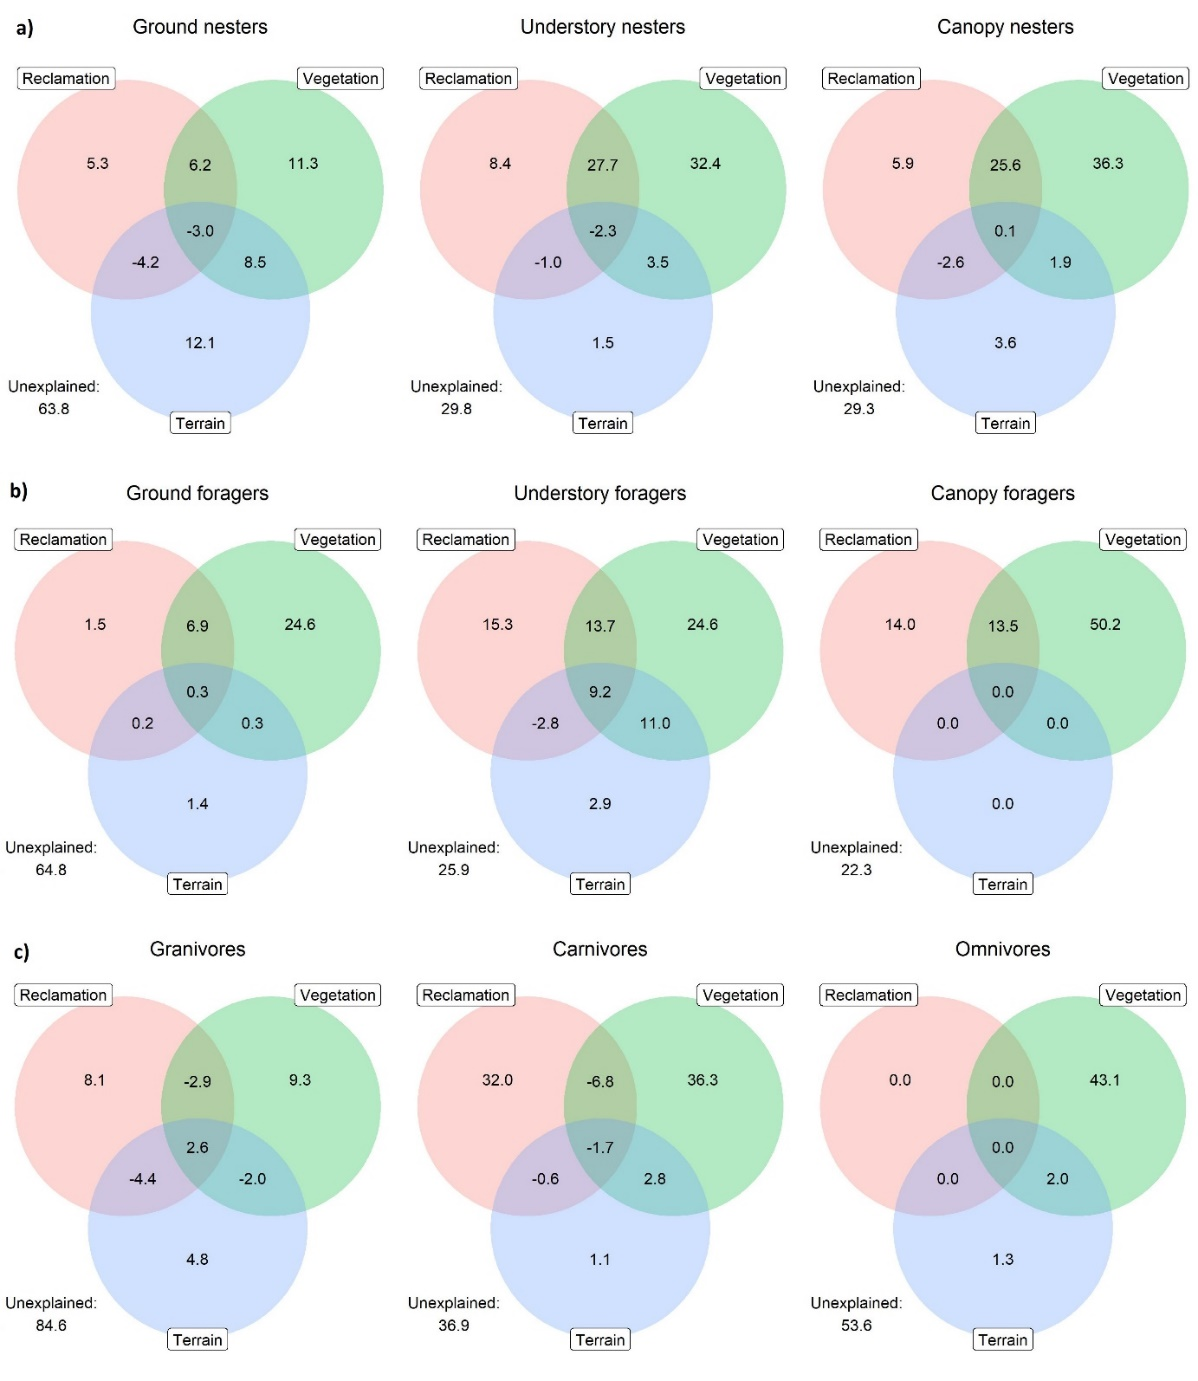 a)
Ground nesters
Understory nesters
Canopy nesters
Reclamation
Vegetation
Reclamation
Vegetation
Reclamation
Vegetation
5.3
6.2
11.3
8.4
27.7
32.4
5.9
25.6
36.3
-3.0
-2.3
0.1
-4.2
8.5
-1.0
3.5
-2.6
1.9
12.1
1.5
3.6
Unexplained:
63.8
Unexplained:
29.8
Unexplained:
29.3
Terrain
Terrain
Terrain
b)
Ground foragers
Understory foragers
Canopy foragers
Reclamation
Vegetation
Reclamation
Vegetation
Reclamation
Vegetation
1.5
6.9
24.6
15.3
13.7
24.6
14.0
13.5
50.2
0.3
9.2
0.0
0.2
0.3
-2.8
11.0
0.0
0.0
1.4
2.9
0.0
Unexplained:
64.8
Unexplained:
25.9
Unexplained:
22.3
Terrain
Terrain
Terrain
c)
Granivores
Carnivores
Omnivores
Reclamation
Vegetation
Reclamation
Vegetation
Reclamation
Vegetation
8.1
-2.9
9.3
32.0
-6.8
36.3
0.0
0.0
43.1
2.6
-1.7
0.0
-4.4
-2.0
-0.6
2.8
0.0
2.0
4.8
1.1
1.3
Unexplained:
84.6
Unexplained:
36.9
Unexplained:
53.6
Terrain
Terrain
Terrain